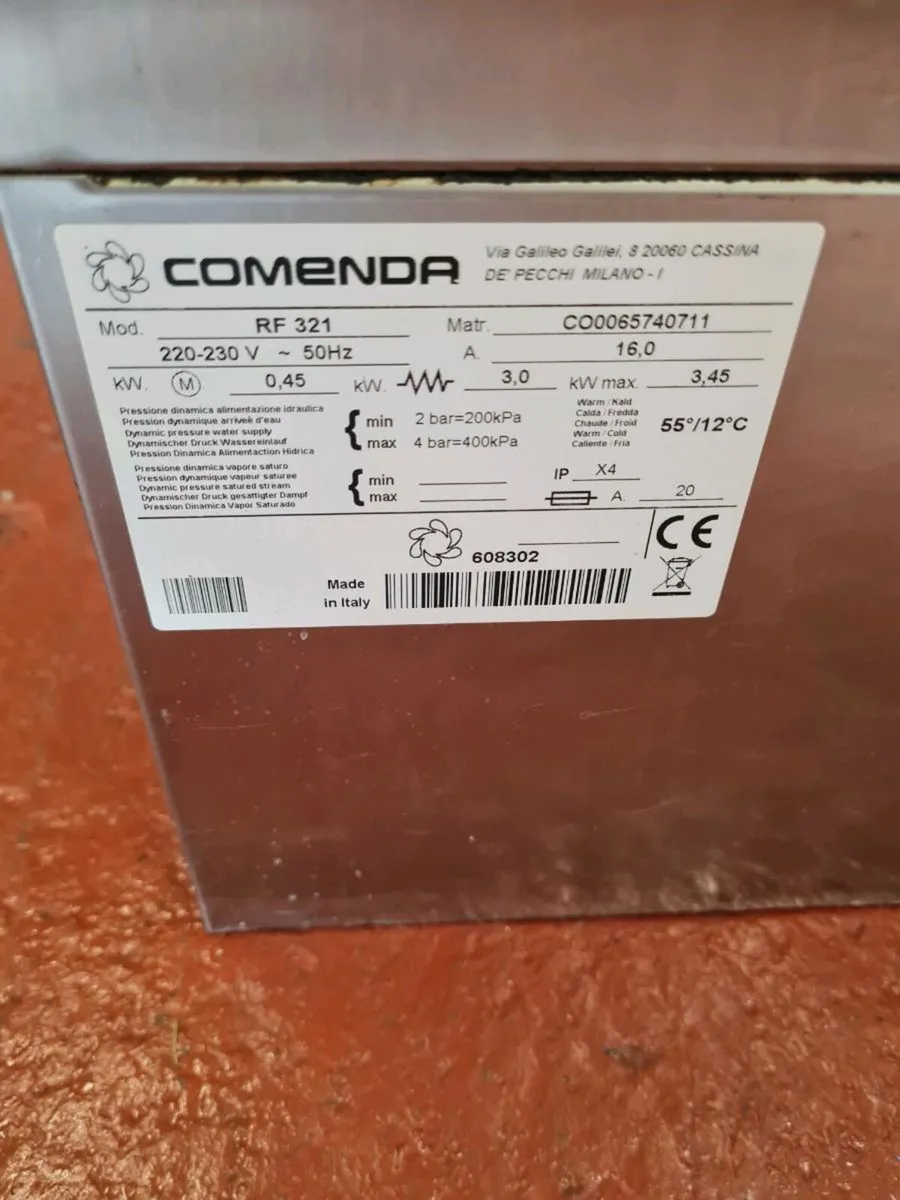 COMENDA
Via Galileo Galilei, 8 20060 CASSINA
DE' PECCHI MILANO - I
Mod. RF 321 Matr. CO0065740711
220-230 V ~ 50Hz A. 16,0
kW. M 0,45 kW. 3,0 kW max. 3,45
Pressione dinamica alimentazione idraulica
Pression dynamique arriveè d'eau
Dynamic pressure water supply
Dynamischer Druck Wassereinlauf
Pression Dinamica Alimentaction Hidrica
min 2 bar=200kPa
max 4 bar=400kPa
Warm / Kald
Calda / Fredda
Chaude / Froid
Warm / Cold
Caliente / Fria
55°/12°C
Pressione dinamica vapore saturo
Pression dynamique vapeur saturee
Dynamic pressure satured stream
Dynamischer Druck gesattigter Dampf
Pression Dinamica Vapor Saturado
min
max
IP X4
A. 20
608302
CE
Made
in Italy